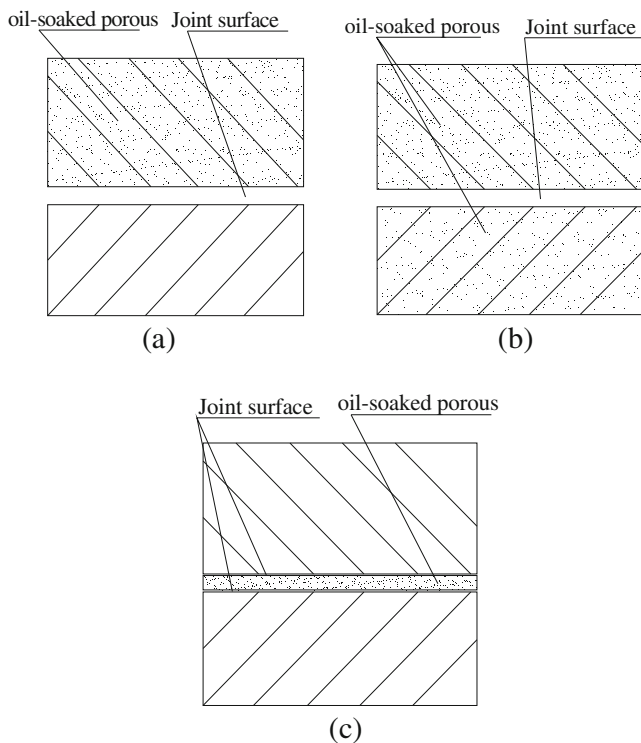 oil-soaked porous
Joint surface
oil-soaked porous
Joint surface
(a)
(b)
Joint surface
oil-soaked porous
(c)